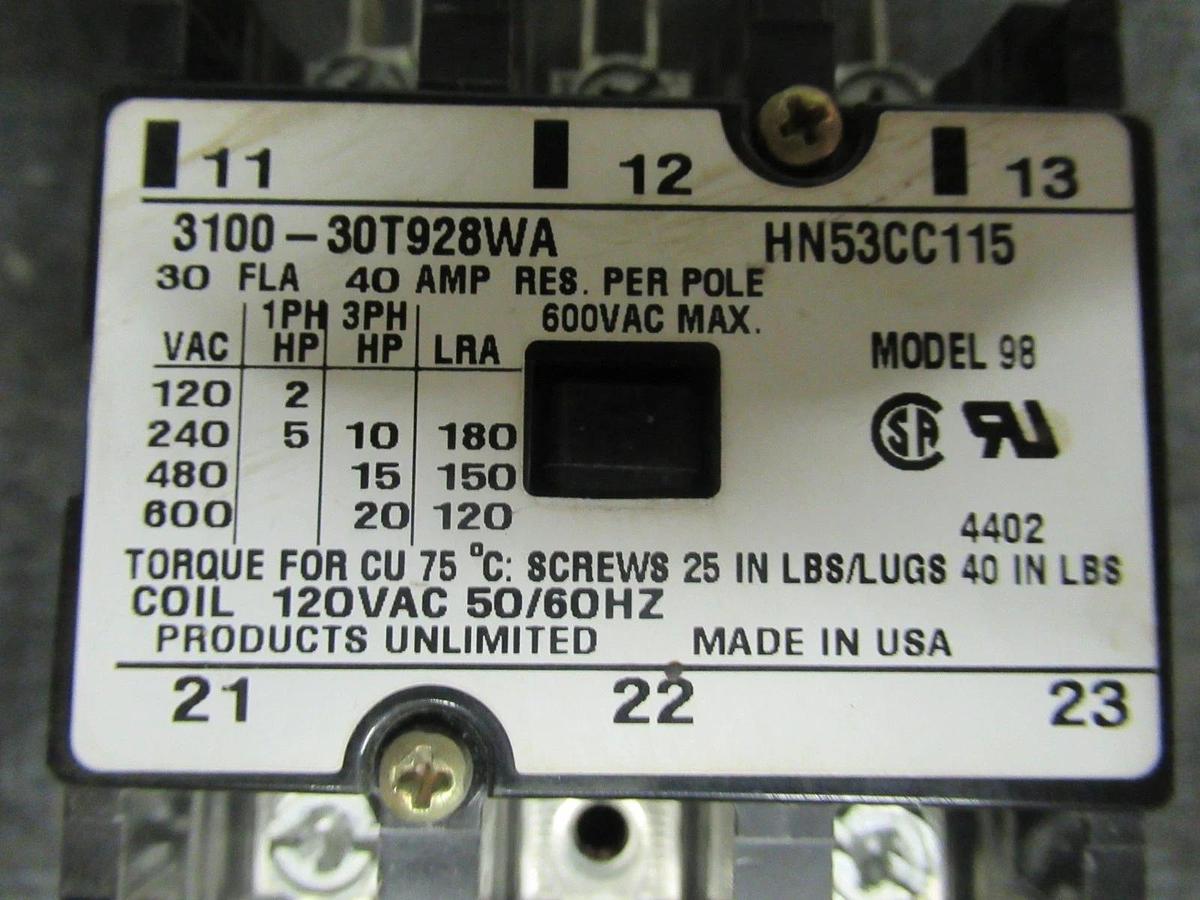 11 12 13
3100-30T928WA HN53CC115
30 FLA 40 AMP RES. PER POLE
1PH 3PH 600VAC MAX.
VAC HP HP LRA MODEL 98
120 2
240 5 10 180 SA UR
480 15 150
600 20 120 4402
TORQUE FOR CU 75 °C: SCREWS 25 IN LBS/LUGS 40 IN LBS
COIL 120VAC 50/60HZ
PRODUCTS UNLIMITED MADE IN USA
21 22 23